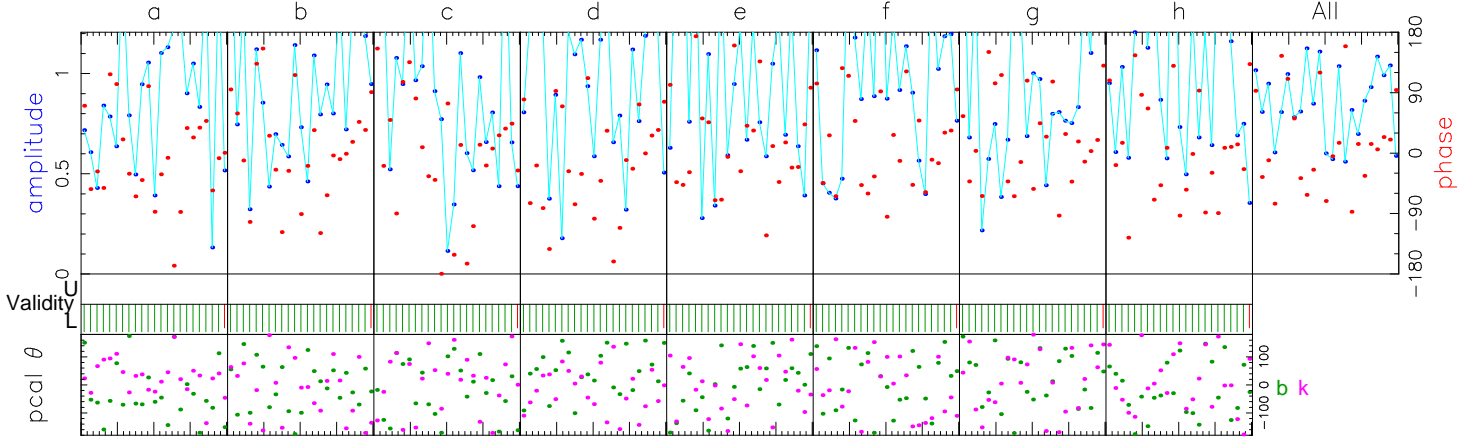 a b c d e f g h All
amplitude
1
0.5
0
180
90
0
-90
-180
phase
U
Validity
L
pcal θ
100
0
-100
b k